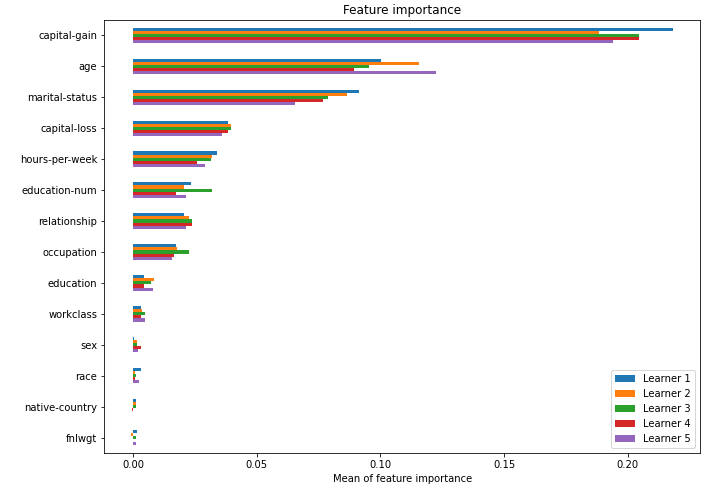 Feature importance
capital-gain
age
marital-status
capital-loss
hours-per-week
education-num
relationship
occupation
education
workclass
sex
race
native-country
fnlwgt
Learner 1
Learner 2
Learner 3
Learner 4
Learner 5
0.00 0.05 0.10 0.15 0.20
Mean of feature importance